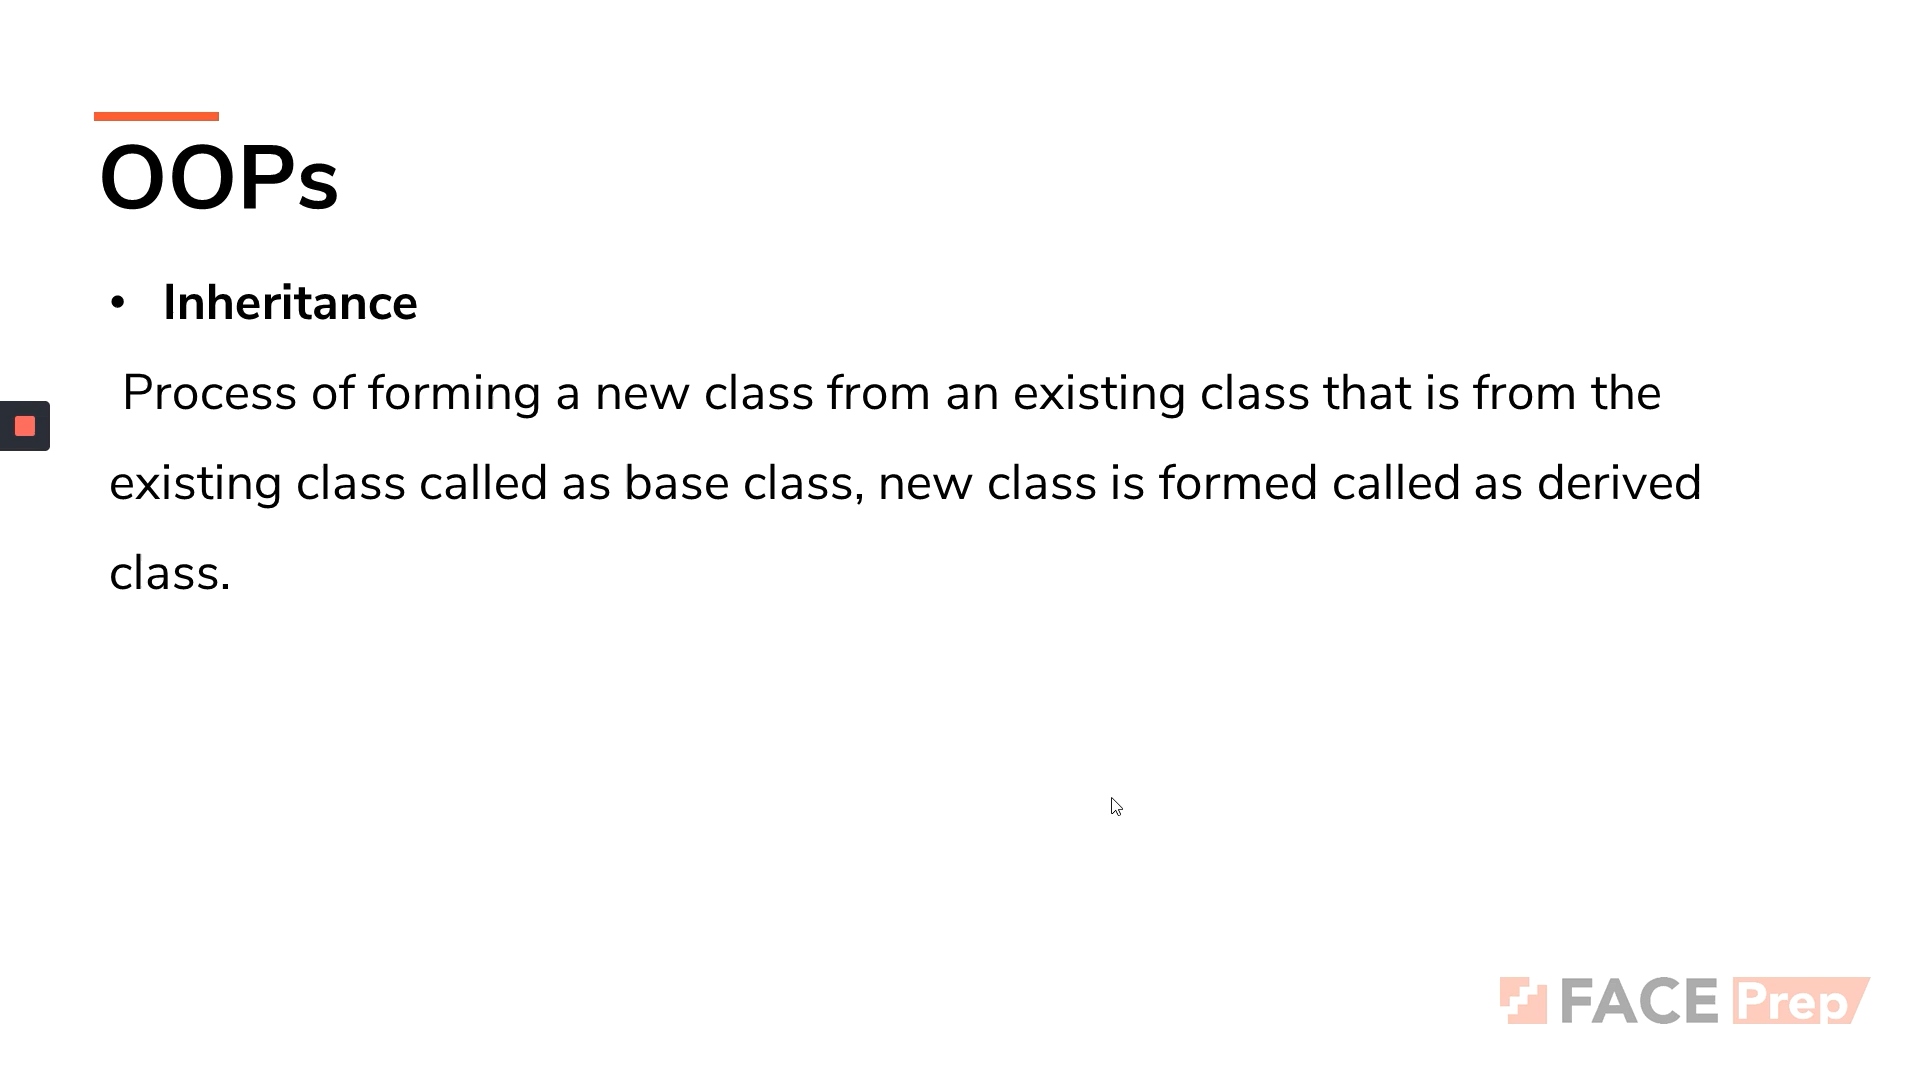 OOPs
• Inheritance
Process of forming a new class from an existing class that is from the
existing class called as base class, new class is formed called as derived
class.
FACE Prep